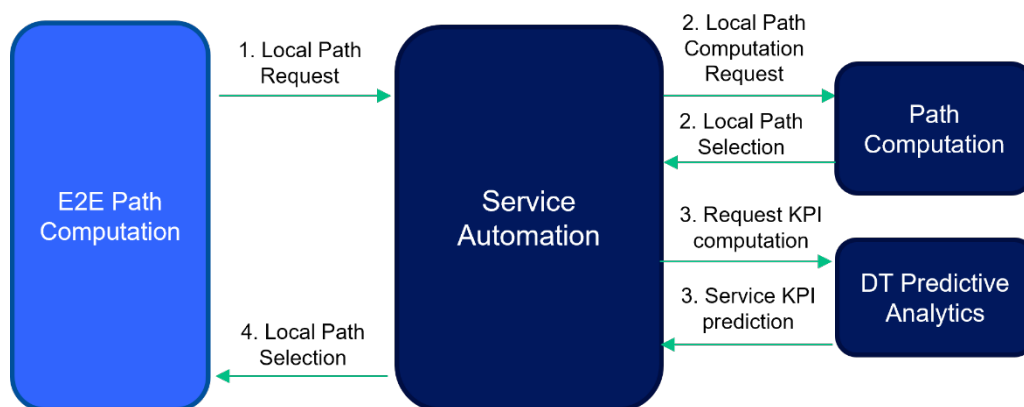 E2E Path
Computation
1. Local Path
Request
4. Local Path
Selection
Service
Automation
2. Local Path
Computation
Request
2. Local Path
Selection
3. Request KPI
computation
3. Service KPI
prediction
Path
Computation
DT Predictive
Analytics